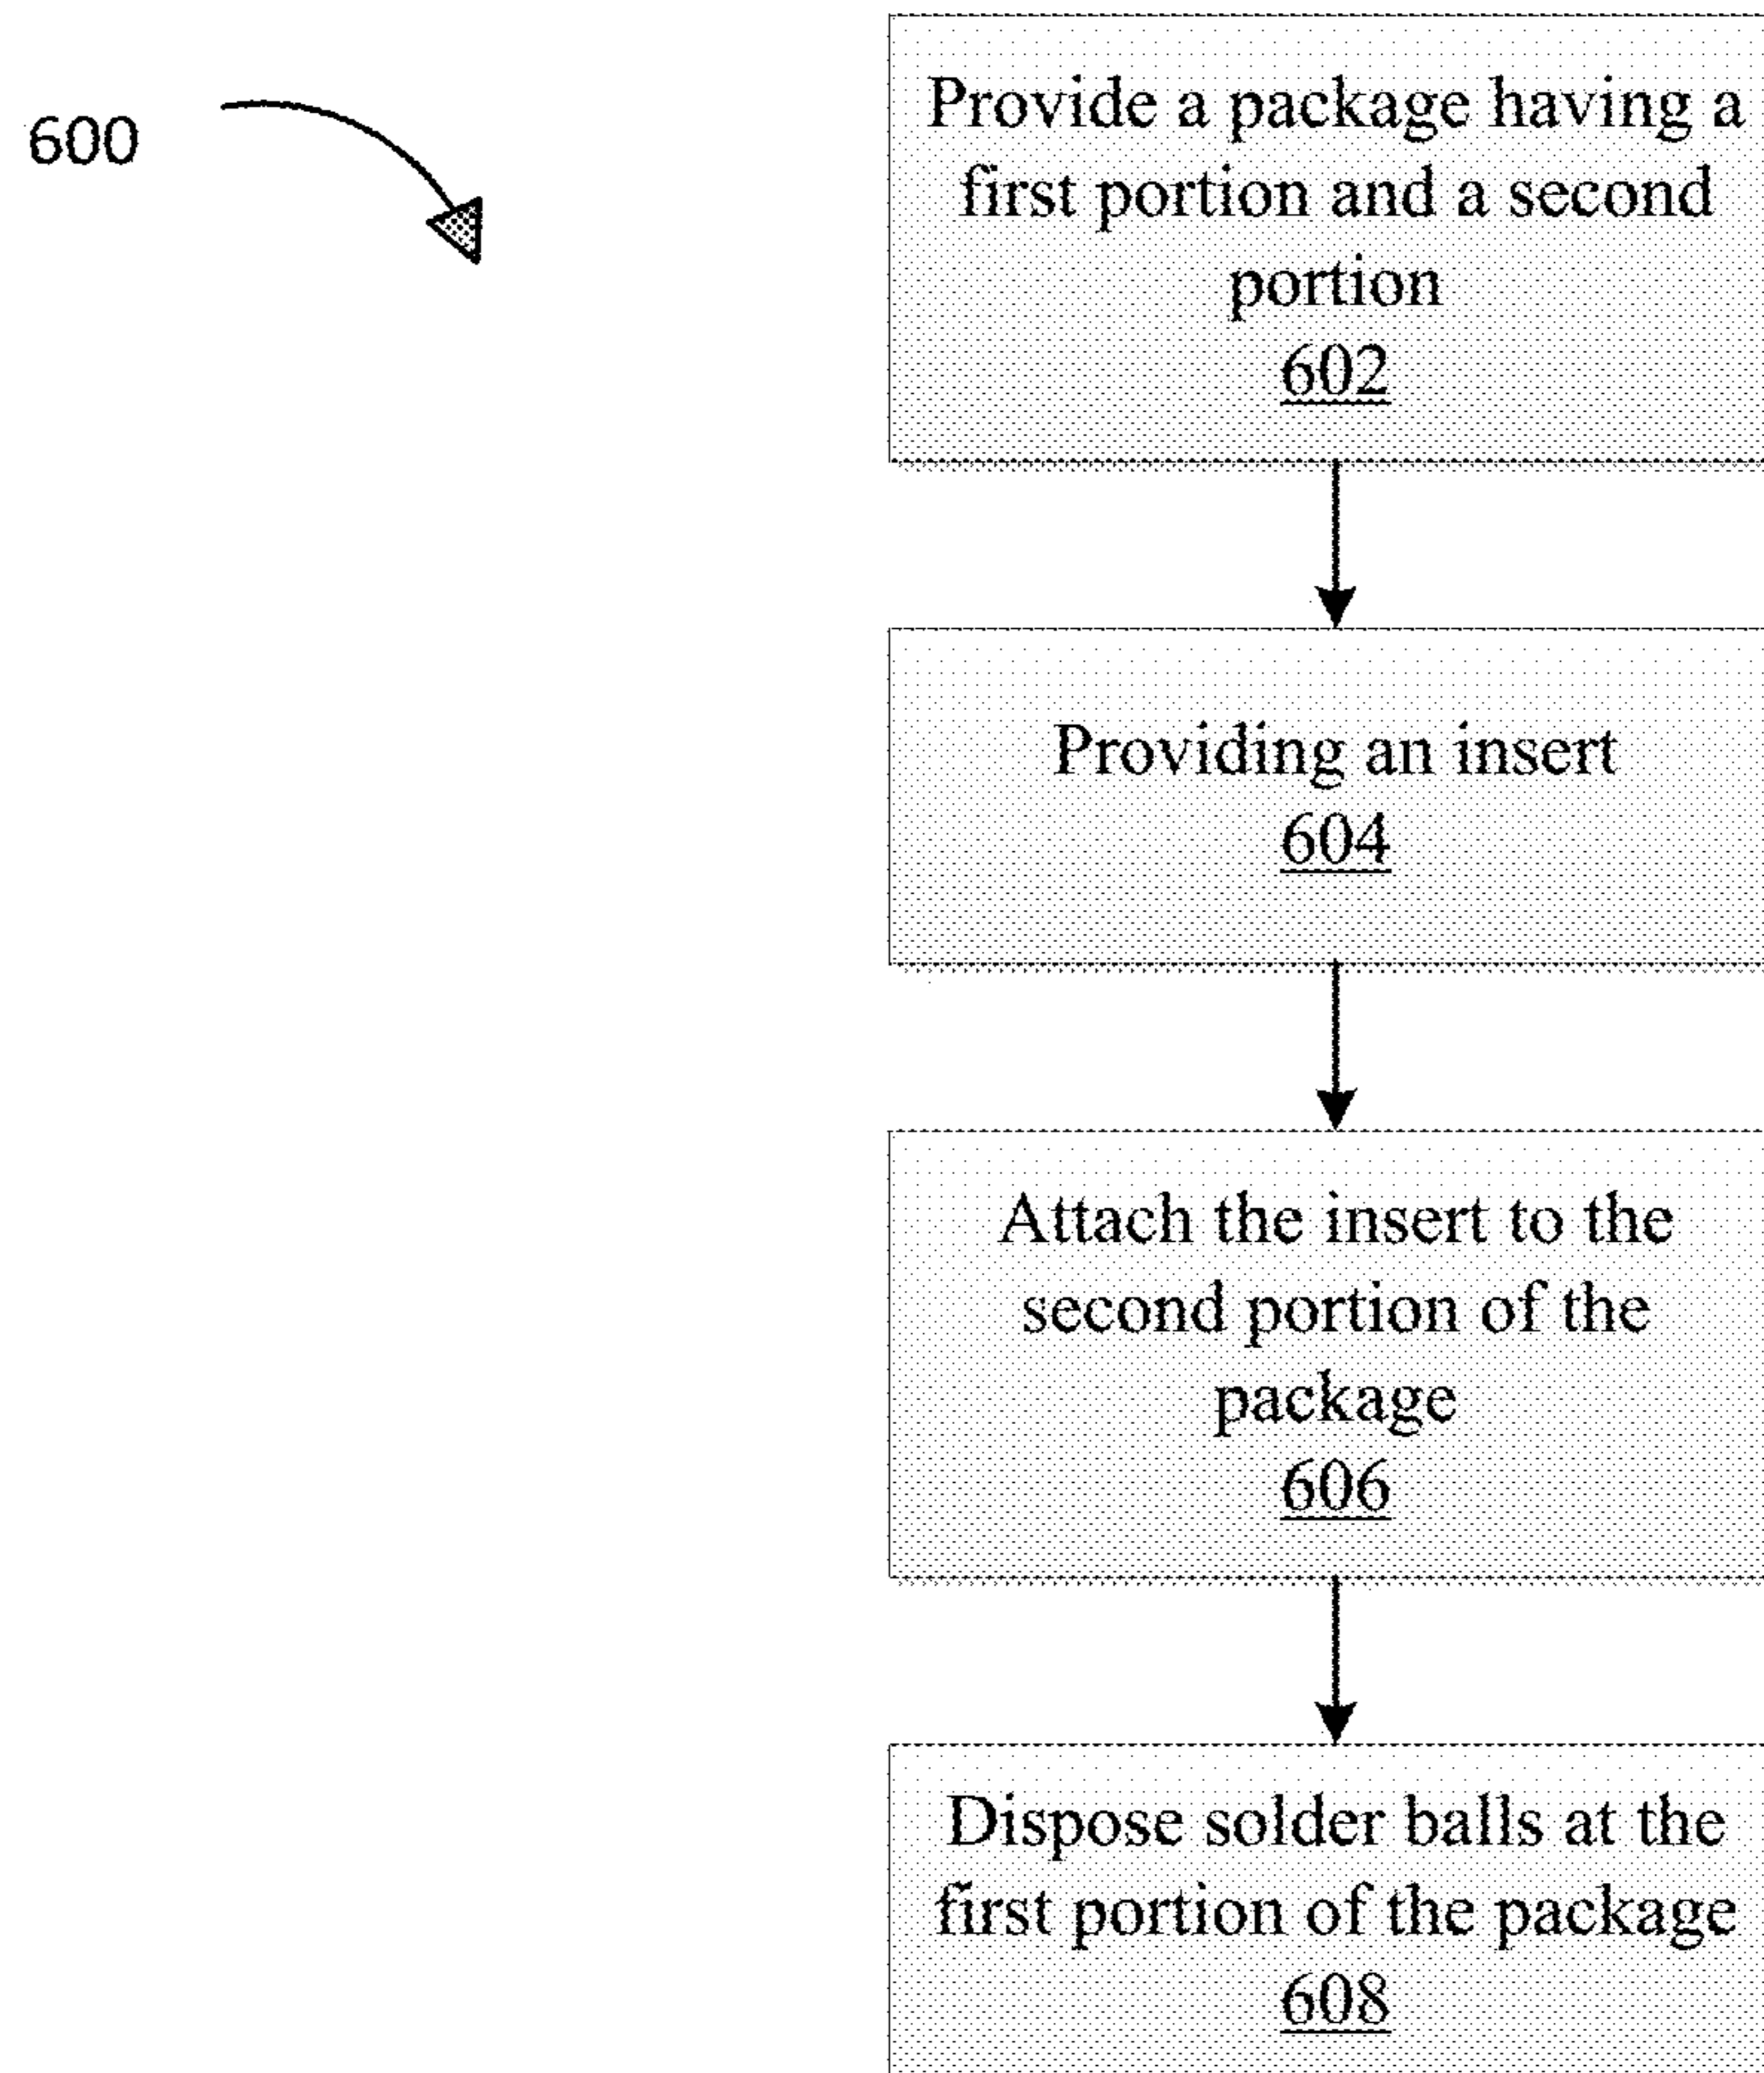 600
Provide a package having a
first portion and a second
portion
602
Providing an insert
604
Attach the insert to the
second portion of the
package
606
Dispose solder balls at the
first portion of the package
608